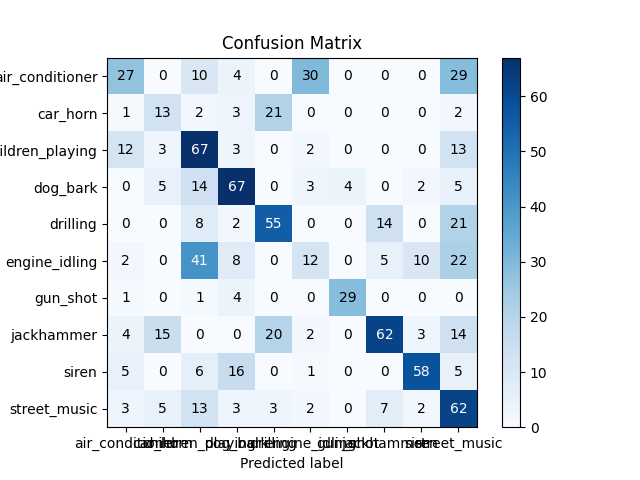 Confusion Matrix
air_conditioner 27 0 10 4 0 30 0 0 0 29
car_horn 1 13 2 3 21 0 0 0 0 2
ildren_playing 12 3 67 3 0 2 0 0 0 13
dog_bark 0 5 14 67 0 3 4 0 2 5
drilling 0 0 8 2 55 0 0 14 0 21
engine_idling 2 0 41 8 0 12 0 5 10 22
gun_shot 1 0 1 4 0 0 29 0 0 0
jackhammer 4 15 0 0 20 2 0 62 3 14
siren 5 0 6 16 0 1 0 0 58 5
street_music 3 5 13 3 3 2 0 7 2 62
street_music
Predicted label
60
50
40
30
20
10
0